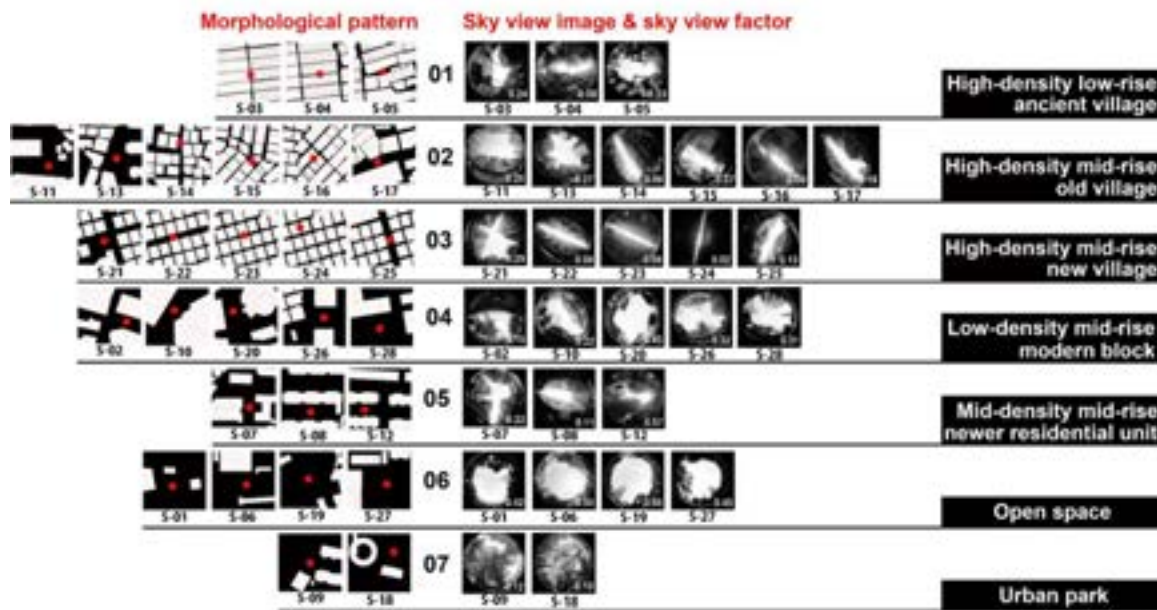 Morphological pattern
Sky view image & sky view factor
S-03 S-04 S-05
01
S-03 S-04 S-05
High-density low-rise
ancient village
S-11 S-13 S-14 S-15 S-16 S-17
02
S-11 S-13 S-14 S-15 S-16 S-17
High-density mid-rise
old village
S-21 S-22 S-23 S-24 S-25
03
S-21 S-22 S-23 S-24 S-25
High-density mid-rise
new village
S-02 S-10 S-20 S-26 S-28
04
S-02 S-10 S-20 S-26 S-28
Low-density mid-rise
modern block
S-07 S-08 S-12
05
S-07 S-08 S-12
Mid-density mid-rise
newer residential unit
S-01 S-06 S-19 S-27
06
S-01 S-06 S-19 S-27
Open space
S-09 S-18
07
S-09 S-18
Urban park